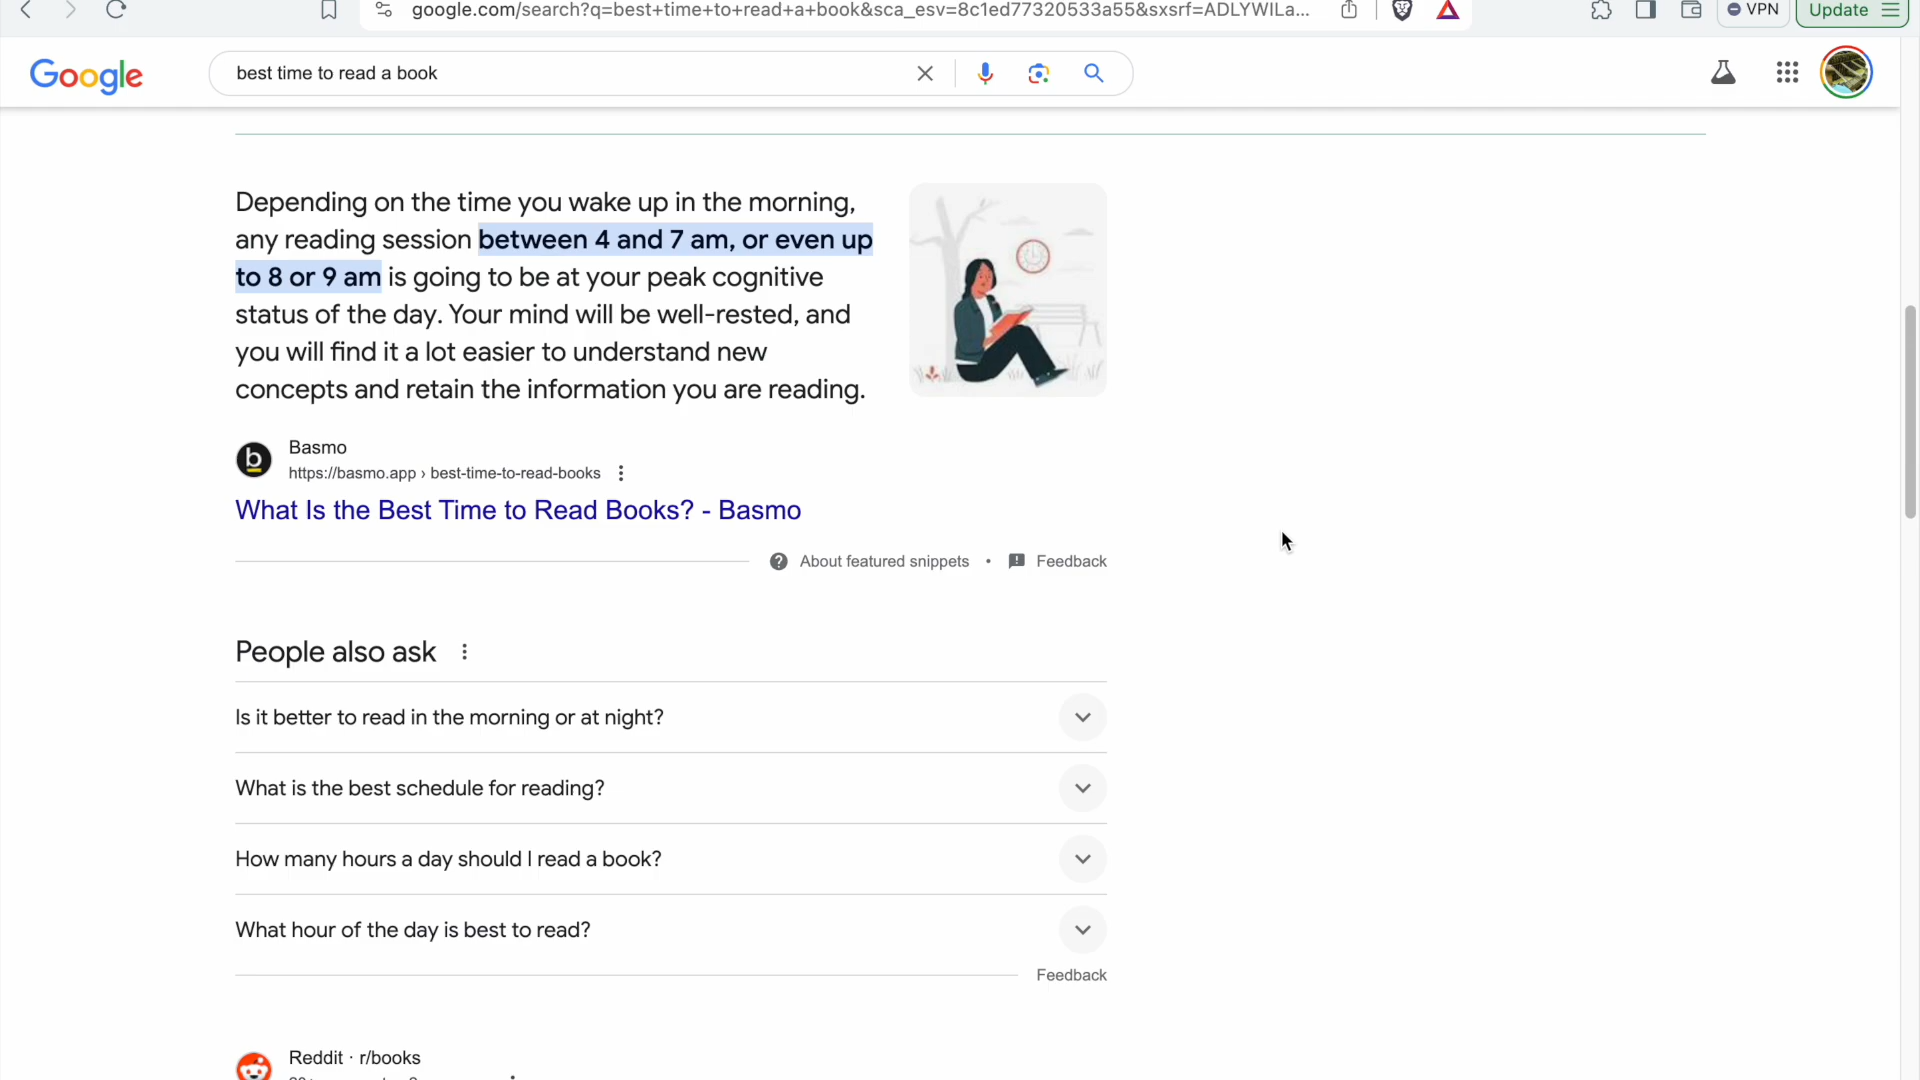 google.com/search?q=best+time+to+read+a+book&sca_esv=8c1ed77320533a55&sxsrf=ADLYWILa...
VPN
Update
Google
best time to read a book
Depending on the time you wake up in the morning,
any reading session between 4 and 7 am, or even up
to 8 or 9 am is going to be at your peak cognitive
status of the day. Your mind will be well-rested, and
you will find it a lot easier to understand new
concepts and retain the information you are reading.
b
Basmo
https://basmo.app › best-time-to-read-books
What Is the Best Time to Read Books? - Basmo
About featured snippets • Feedback
People also ask
Is it better to read in the morning or at night?
What is the best schedule for reading?
How many hours a day should I read a book?
What hour of the day is best to read?
Feedback
Reddit · r/books